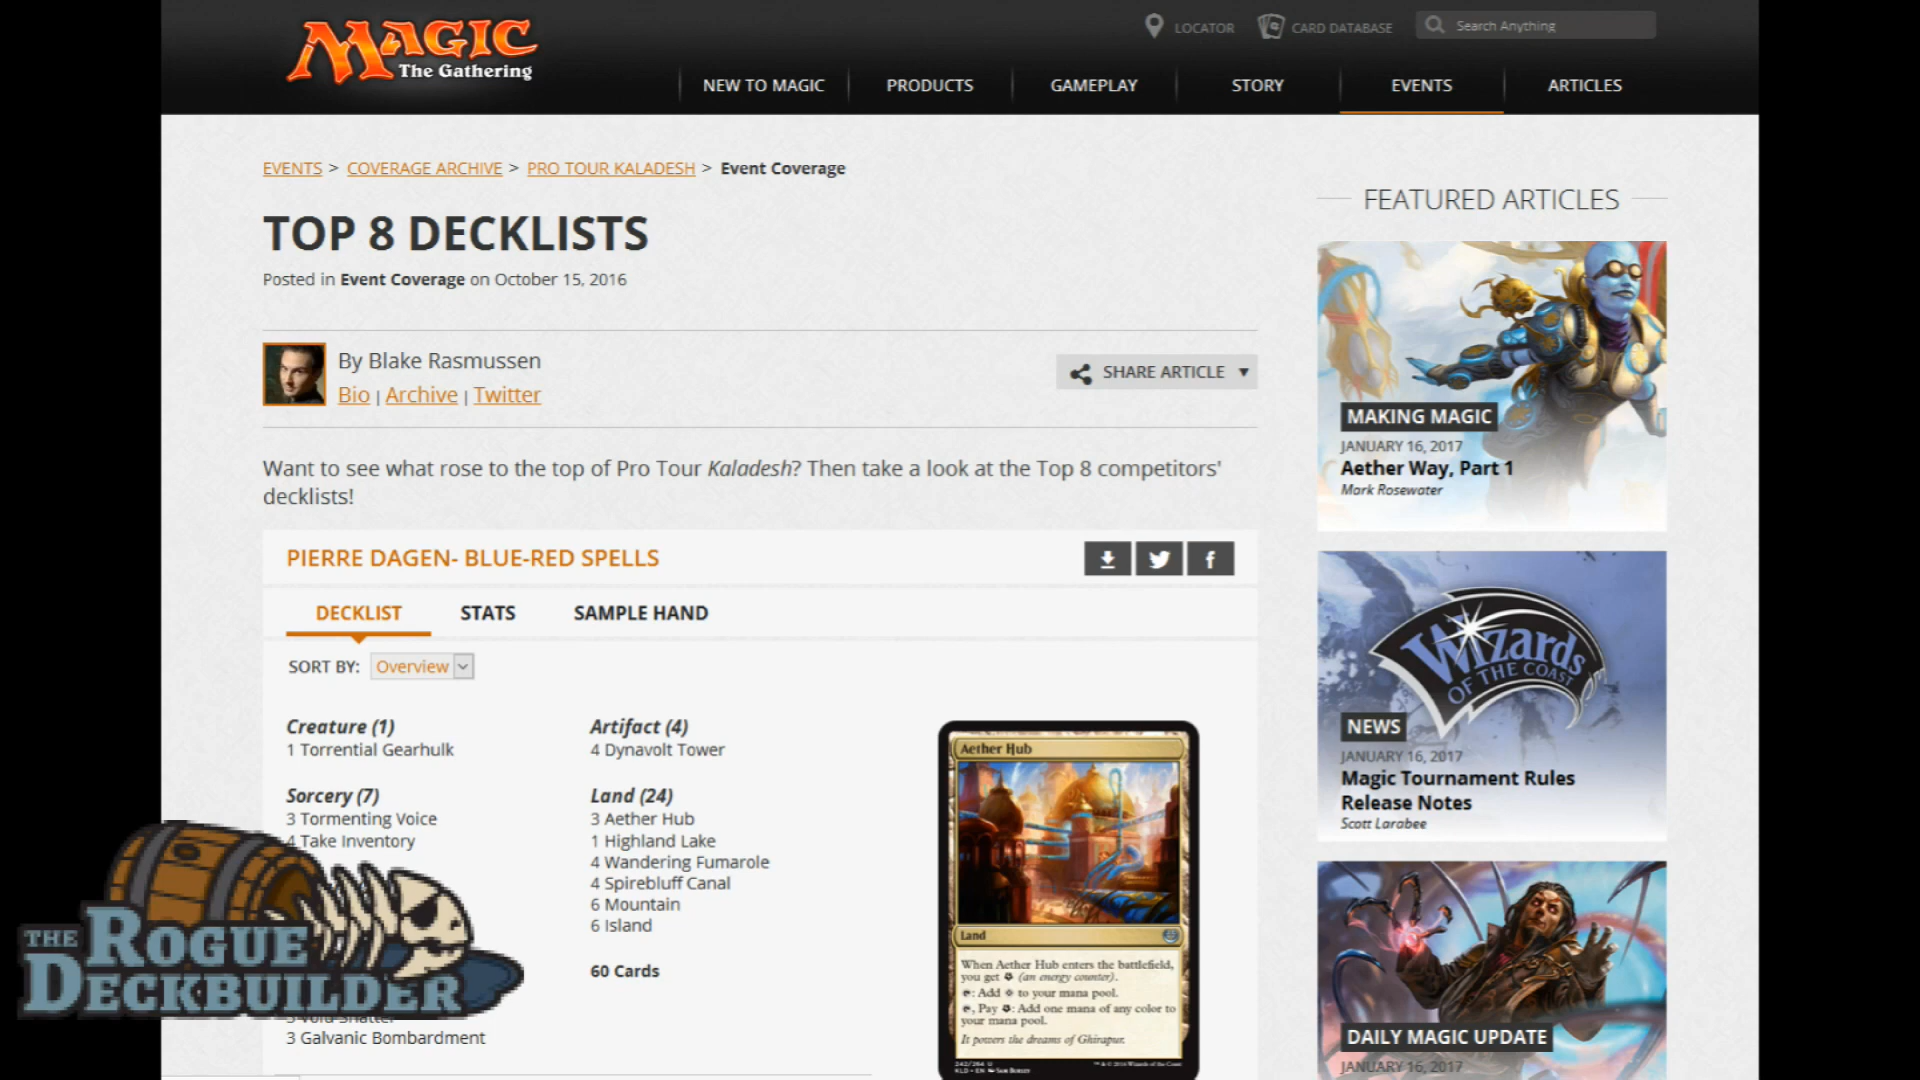 MAGIC
The Gathering
LOCATOR
CARD DATABASE
Search Anything
NEW TO MAGIC
PRODUCTS
GAMEPLAY
STORY
EVENTS
ARTICLES
EVENTS > COVERAGE ARCHIVE > PRO TOUR KALADESH > Event Coverage
TOP 8 DECKLISTS
Posted in Event Coverage on October 15, 2016
By Blake Rasmussen
Bio | Archive | Twitter
SHARE ARTICLE
Want to see what rose to the top of Pro Tour Kaladesh? Then take a look at the Top 8 competitors'
decklists!
PIERRE DAGEN- BLUE-RED SPELLS
DECKLIST
STATS
SAMPLE HAND
SORT BY: Overview
Creature (1)
1 Torrential Gearhulk
Sorcery (7)
3 Tormenting Voice
4 Take Inventory
3 Void Shatter
3 Galvanic Bombardment
Artifact (4)
4 Dynavolt Tower
Land (24)
3 Aether Hub
1 Highland Lake
4 Wandering Fumarole
4 Spirebluff Canal
6 Mountain
6 Island
60 Cards
Aether Hub
Land
When Aether Hub enters the battlefield,
you get (an energy counter).
: Add to your mana pool.
, Pay : Add one mana of any color to
your mana pool.
It powers the dreams of Ghirapur.
THE ROGUE
DECKBUILDER
FEATURED ARTICLES
MAKING MAGIC
JANUARY 16, 2017
Aether Way, Part 1
Mark Rosewater
Wizards
OF THE COAST
NEWS
JANUARY 16, 2017
Magic Tournament Rules
Release Notes
Scott Larabee
DAILY MAGIC UPDATE
JANUARY 16, 2017